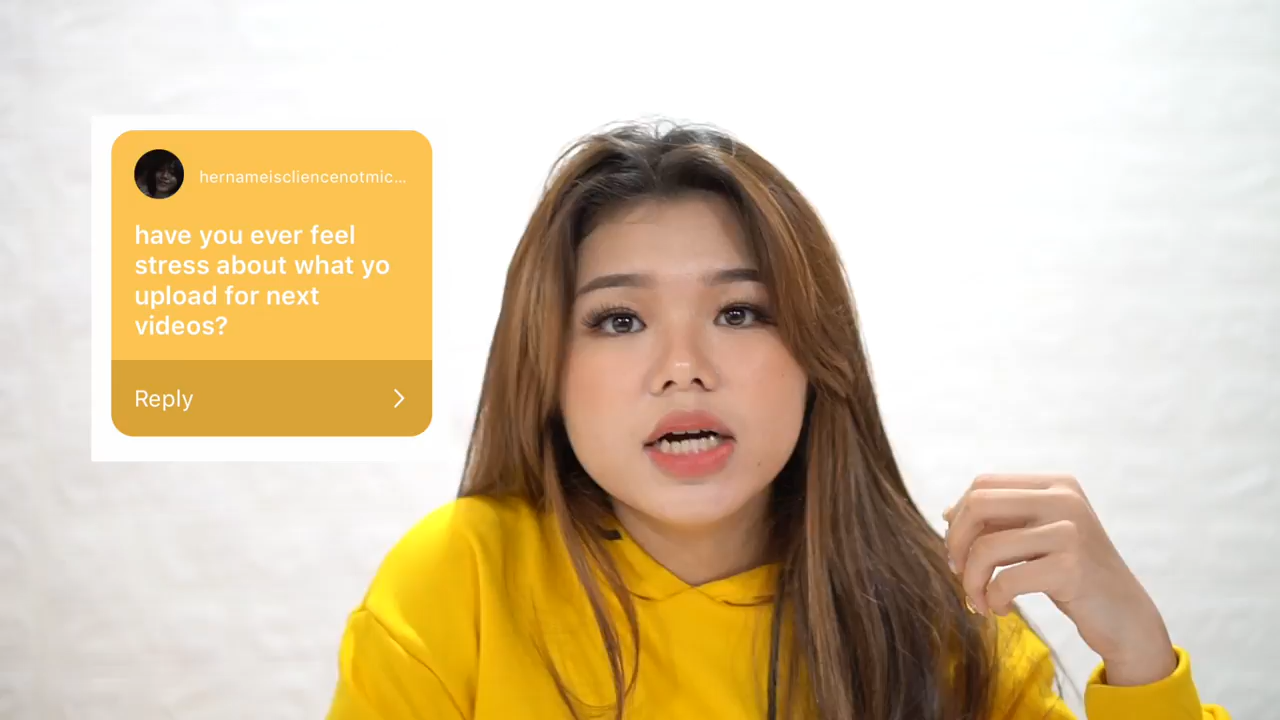 hernameiscliencenotmic...
have you ever feel
stress about what yo
upload for next
videos?
Reply